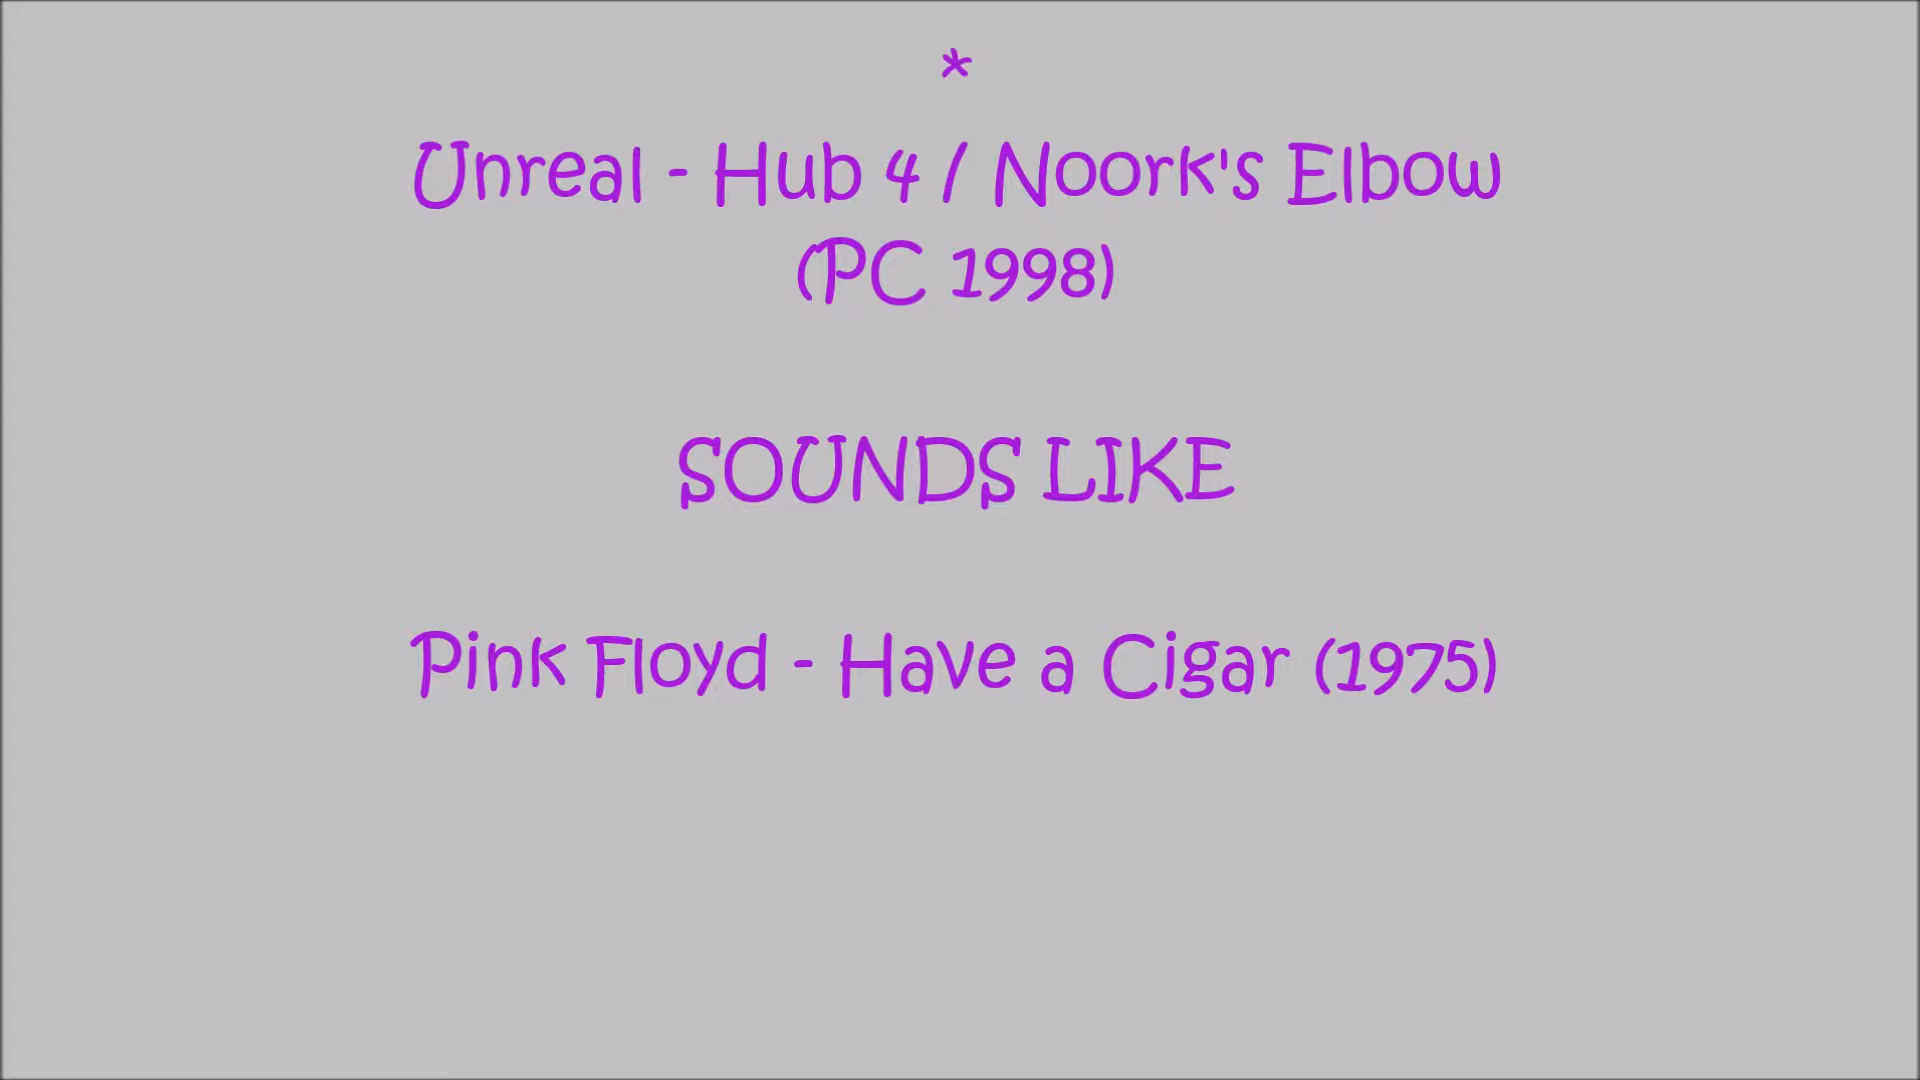 *
Unreal - Hub 4 / Noork's Elbow
(PC 1998)
SOUNDS LIKE
Pink Floyd - Have a Cigar (1975)